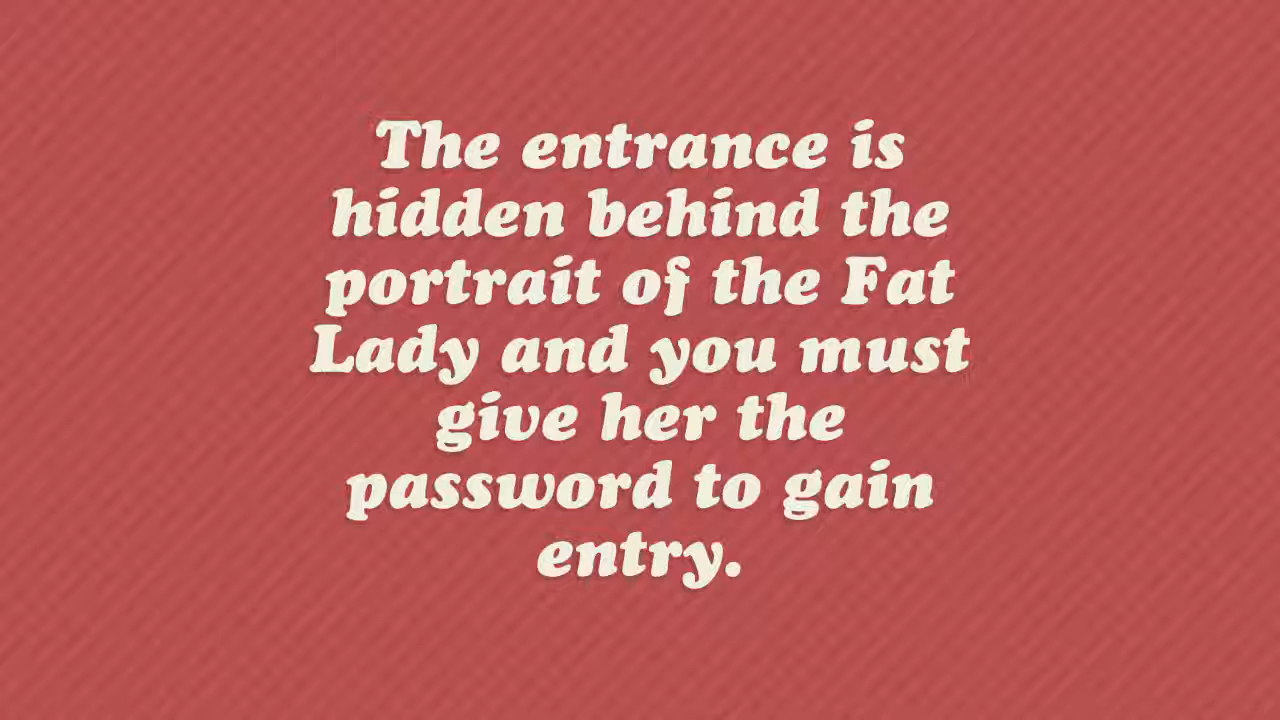 The entrance is
hidden behind the
portrait of the Fat
Lady and you must
give her the
password to gain
entry.